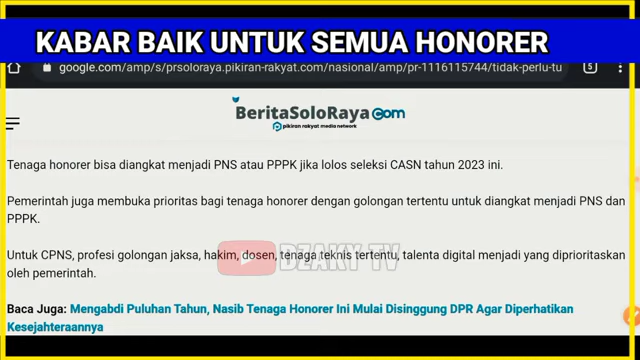 KABAR BAIK UNTUK SEMUA HONORER
google.com/amp/s/prsoloraya.pikiran-rakyat.com/nasional/amp/pr-1116115744/tidak-perlu-tu
5
BeritaSoloRaya.com
pikiran rakyat media network
Tenaga honorer bisa diangkat menjadi PNS atau PPPK jika lolos seleksi CASN tahun 2023 ini.
Pemerintah juga membuka prioritas bagi tenaga honorer dengan golongan tertentu untuk diangkat menjadi PNS dan
PPPK.
Untuk CPNS, profesi golongan jaksa, hakim, dosen, tenaga teknis tertentu, talenta digital menjadi yang diprioritaskan
oleh pemerintah.
DZAKY TV
Baca Juga: Mengabdi Puluhan Tahun, Nasib Tenaga Honorer Ini Mulai Disinggung DPR Agar Diperhatikan
Kesejahteraannya